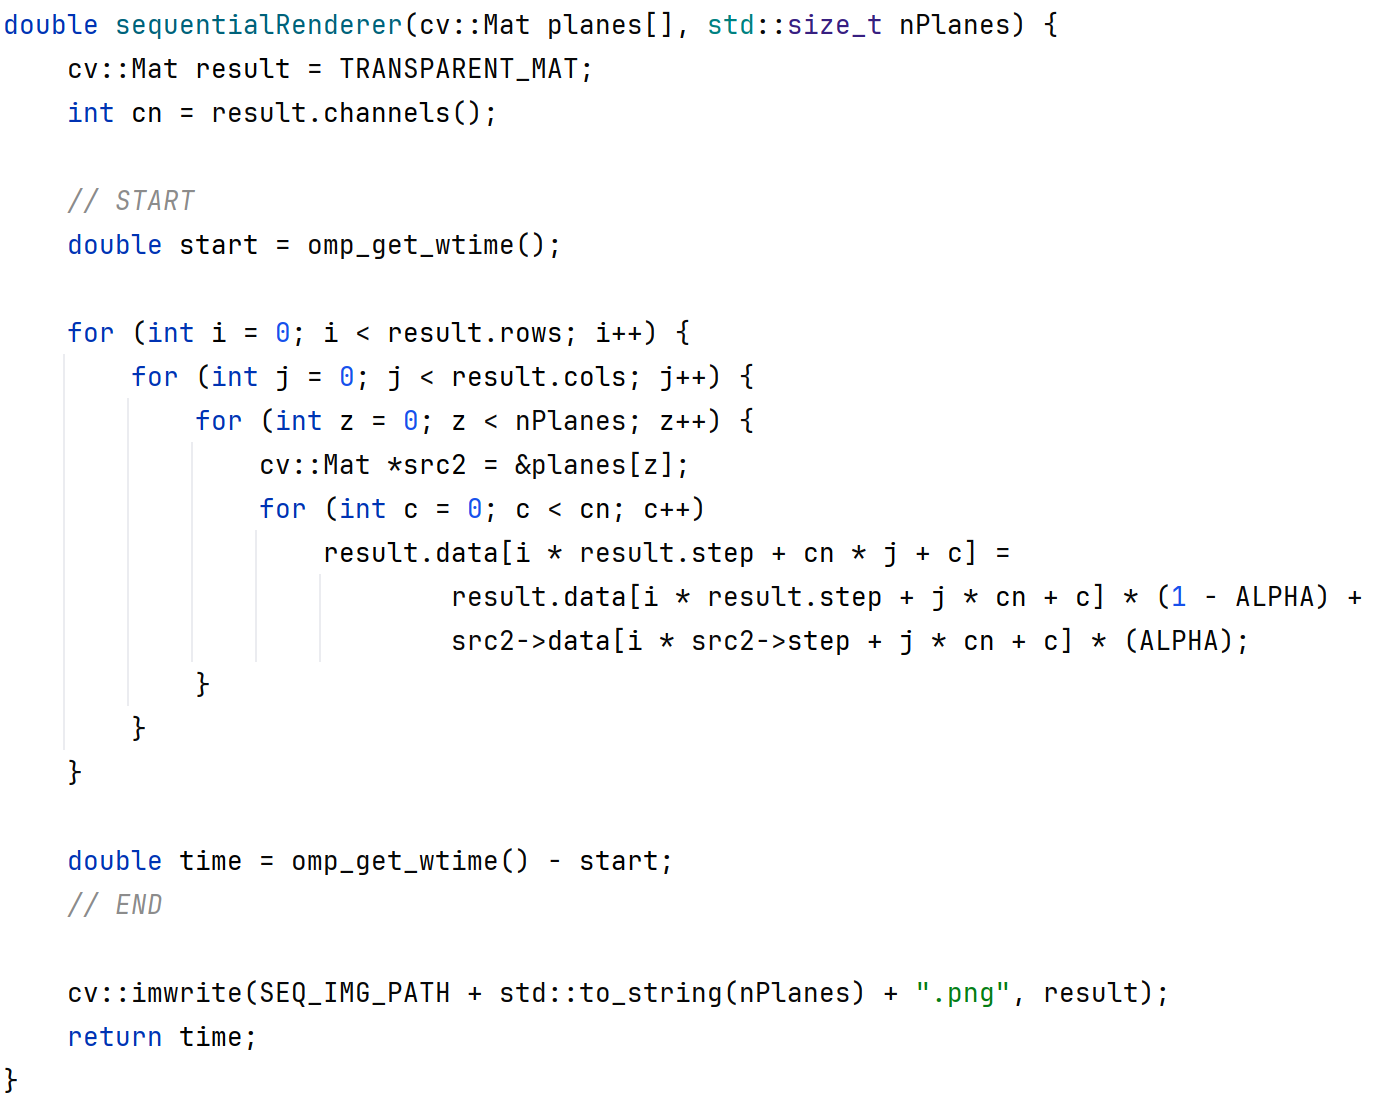 double sequentialRenderer(cv::Mat planes[], std::size_t nPlanes) {
    cv::Mat result = TRANSPARENT_MAT;
    int cn = result.channels();

    // START
    double start = omp_get_wtime();

    for (int i = 0; i < result.rows; i++) {
        for (int j = 0; j < result.cols; j++) {
            for (int z = 0; z < nPlanes; z++) {
                cv::Mat *src2 = &planes[z];
                for (int c = 0; c < cn; c++)
                    result.data[i * result.step + cn * j + c] =
                            result.data[i * result.step + j * cn + c] * (1 - ALPHA) +
                            src2->data[i * src2->step + j * cn + c] * (ALPHA);
            }
        }
    }

    double time = omp_get_wtime() - start;
    // END

    cv::imwrite(SEQ_IMG_PATH + std::to_string(nPlanes) + ".png", result);
    return time;
}